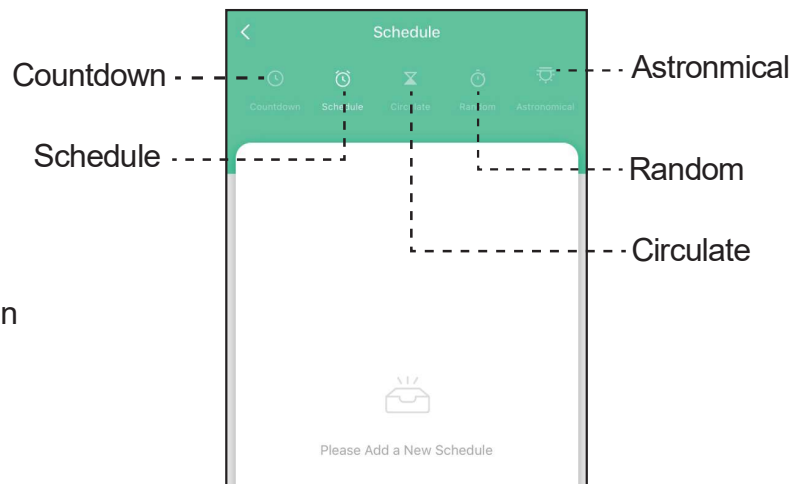 Schedule
Countdown
Astronmical
Countdown Schedule Circulate Random Astronomical
Schedule
Random
Circulate
n
Please Add a New Schedule